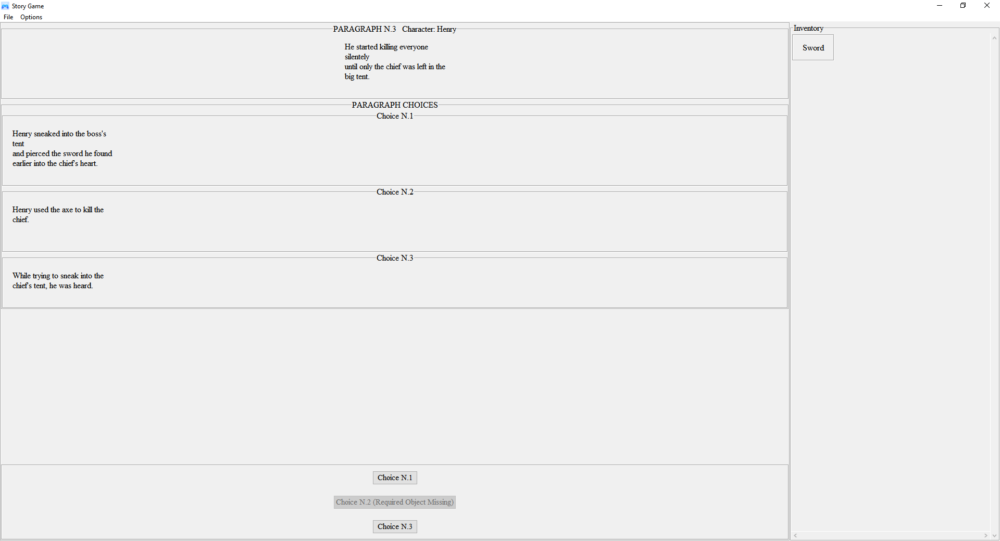 Story Game
File Options
PARAGRAPH N.3 Character: Henry
He started killing everyone
silentely
until only the chief was left in the
big tent.
PARAGRAPH CHOICES
Choice N.1
Henry sneaked into the boss's
tent
and pierced the sword he found
earlier into the chief's heart.
Choice N.2
Henry used the axe to kill the
chief.
Choice N.3
While trying to sneak into the
chief's tent, he was heard.
Choice N.1
Choice N.2 (Required Object Missing)
Choice N.3
Inventory
Sword